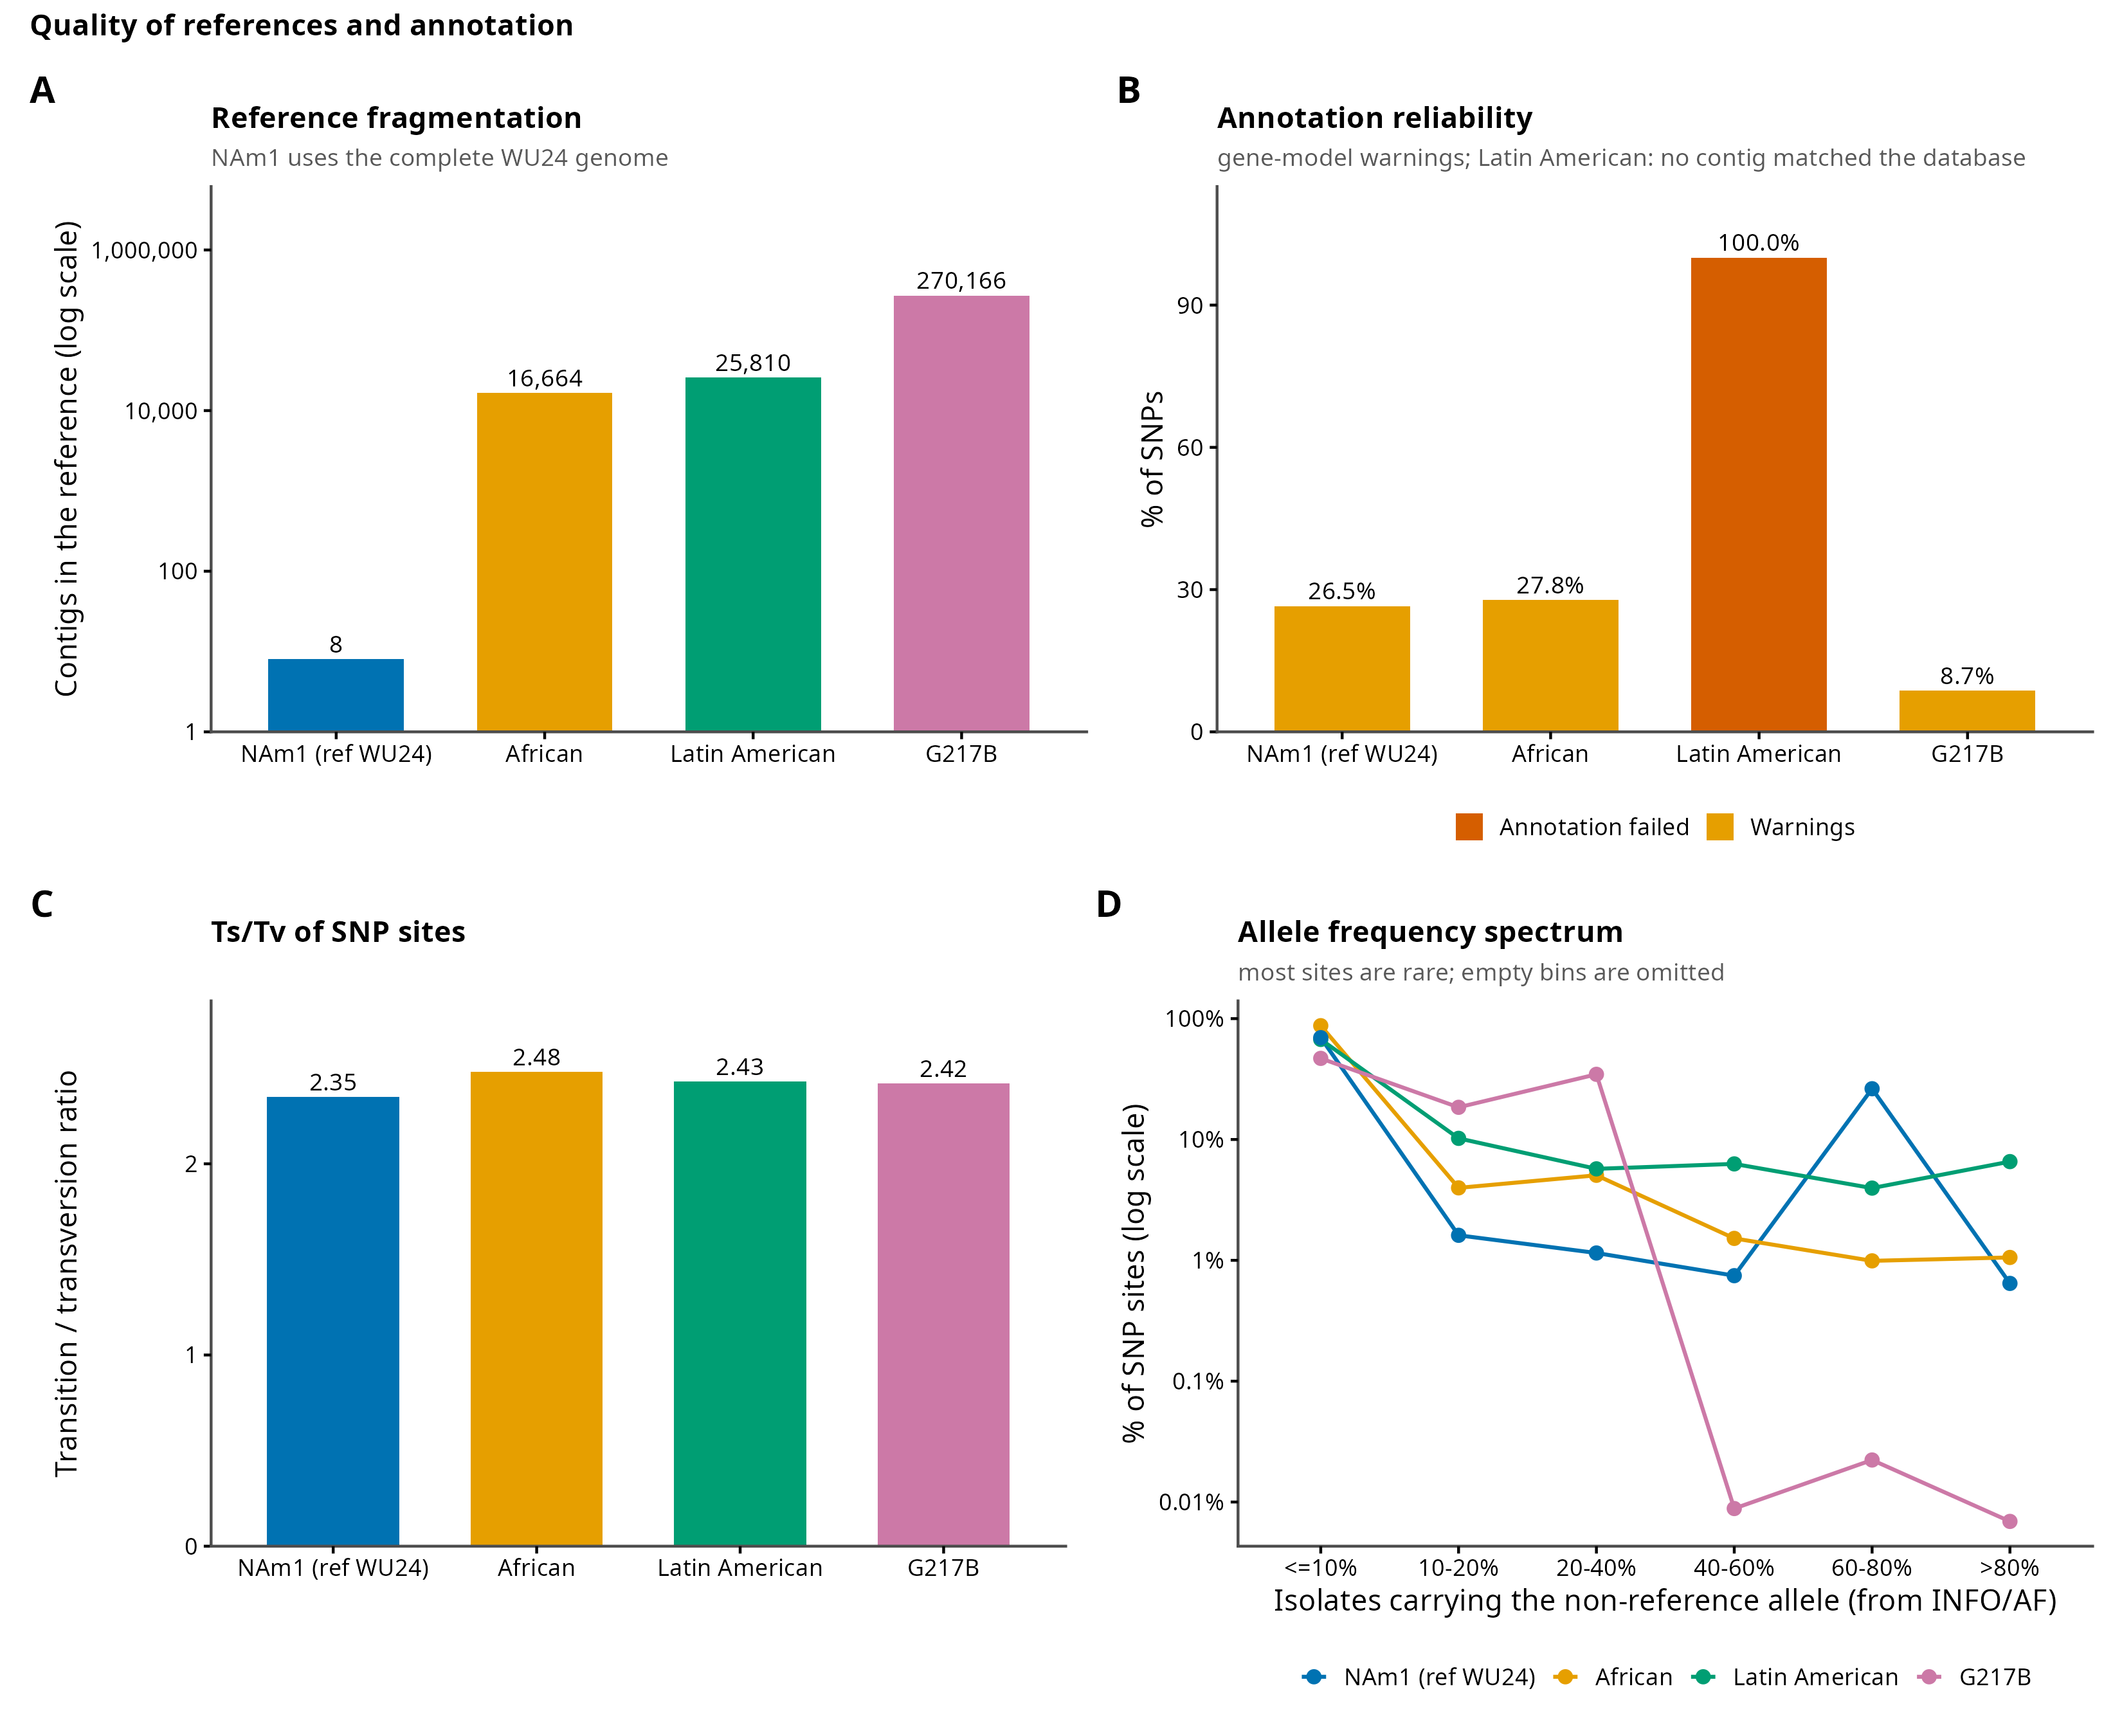 Quality of references and annotation
A
Reference fragmentation
NAm1 uses the complete WU24 genome
Contigs in the reference (log scale)
1,000,000
10,000
100
1
8
16,664
25,810
270,166
NAm1 (ref WU24)
African
Latin American
G217B
B
Annotation reliability
gene-model warnings; Latin American: no contig matched the database
% of SNPs
90
60
30
0
26.5%
27.8%
100.0%
8.7%
NAm1 (ref WU24)
African
Latin American
G217B
Annotation failed
Warnings
C
Ts/Tv of SNP sites
Transition / transversion ratio
2
1
0
2.35
2.48
2.43
2.42
NAm1 (ref WU24)
African
Latin American
G217B
D
Allele frequency spectrum
most sites are rare; empty bins are omitted
% of SNP sites (log scale)
100%
10%
1%
0.1%
0.01%
<=10%
10-20%
20-40%
40-60%
60-80%
>80%
Isolates carrying the non-reference allele (from INFO/AF)
NAm1 (ref WU24)
African
Latin American
G217B